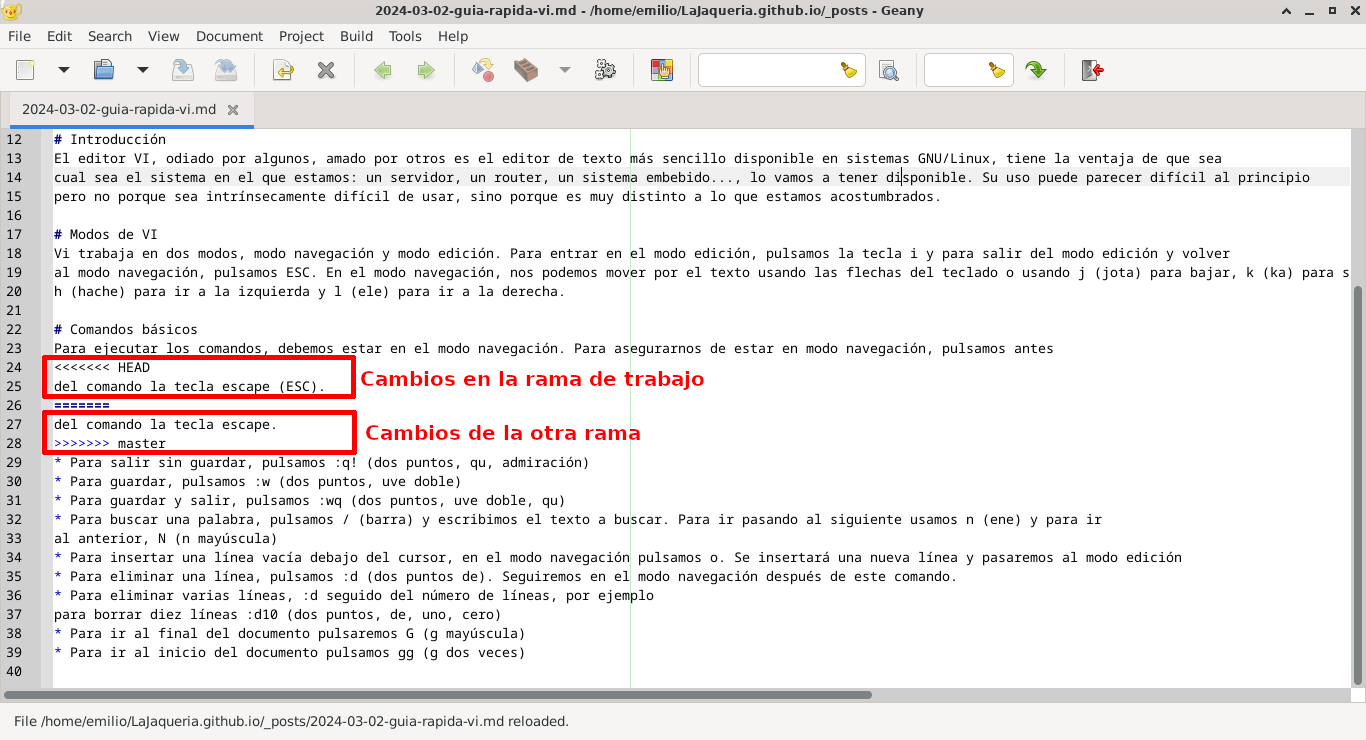 2024-03-02-guia-rapida-vi.md - /home/emilio/LaJaqueria.github.io/_posts - Geany
File Edit Search View Document Project Build Tools Help
2024-03-02-guia-rapida-vi.md
12 # Introducción
13 El editor VI, odiado por algunos, amado por otros es el editor de texto más sencillo disponible en sistemas GNU/Linux, tiene la ventaja de que sea
14 cual sea el sistema en el que estamos: un servidor, un router, un sistema embebido..., lo vamos a tener disponible. Su uso puede parecer difícil al principio
15 pero no porque sea intrínsecamente difícil de usar, sino porque es muy distinto a lo que estamos acostumbrados.
16
17 # Modos de VI
18 Vi trabaja en dos modos, modo navegación y modo edición. Para entrar en el modo edición, pulsamos la tecla i y para salir del modo edición y volver
19 al modo navegación, pulsamos ESC. En el modo navegación, nos podemos mover por el texto usando las flechas del teclado o usando j (jota) para bajar, k (ka) para s
20 h (hache) para ir a la izquierda y l (ele) para ir a la derecha.
21
22 # Comandos básicos
23 Para ejecutar los comandos, debemos estar en el modo navegación. Para asegurarnos de estar en modo navegación, pulsamos antes
24 <<<<<<< HEAD
25 del comando la tecla escape (ESC).
Cambios en la rama de trabajo
26 =======
27 del comando la tecla escape.
Cambios de la otra rama
28 >>>>>>> master
29 * Para salir sin guardar, pulsamos :q! (dos puntos, qu, admiración)
30 * Para guardar, pulsamos :w (dos puntos, uve doble)
31 * Para guardar y salir, pulsamos :wq (dos puntos, uve doble, qu)
32 * Para buscar una palabra, pulsamos / (barra) y escribimos el texto a buscar. Para ir pasando al siguiente usamos n (ene) y para ir
33 al anterior, N (n mayúscula)
34 * Para insertar una línea vacía debajo del cursor, en el modo navegación pulsamos o. Se insertará una nueva línea y pasaremos al modo edición
35 * Para eliminar una línea, pulsamos :d (dos puntos de). Seguiremos en el modo navegación después de este comando.
36 * Para eliminar varias líneas, :d seguido del número de líneas, por ejemplo
37 para borrar diez líneas :d10 (dos puntos, de, uno, cero)
38 * Para ir al final del documento pulsaremos G (g mayúscula)
39 * Para ir al inicio del documento pulsamos gg (g dos veces)
40
File /home/emilio/LaJaqueria.github.io/_posts/2024-03-02-guia-rapida-vi.md reloaded.